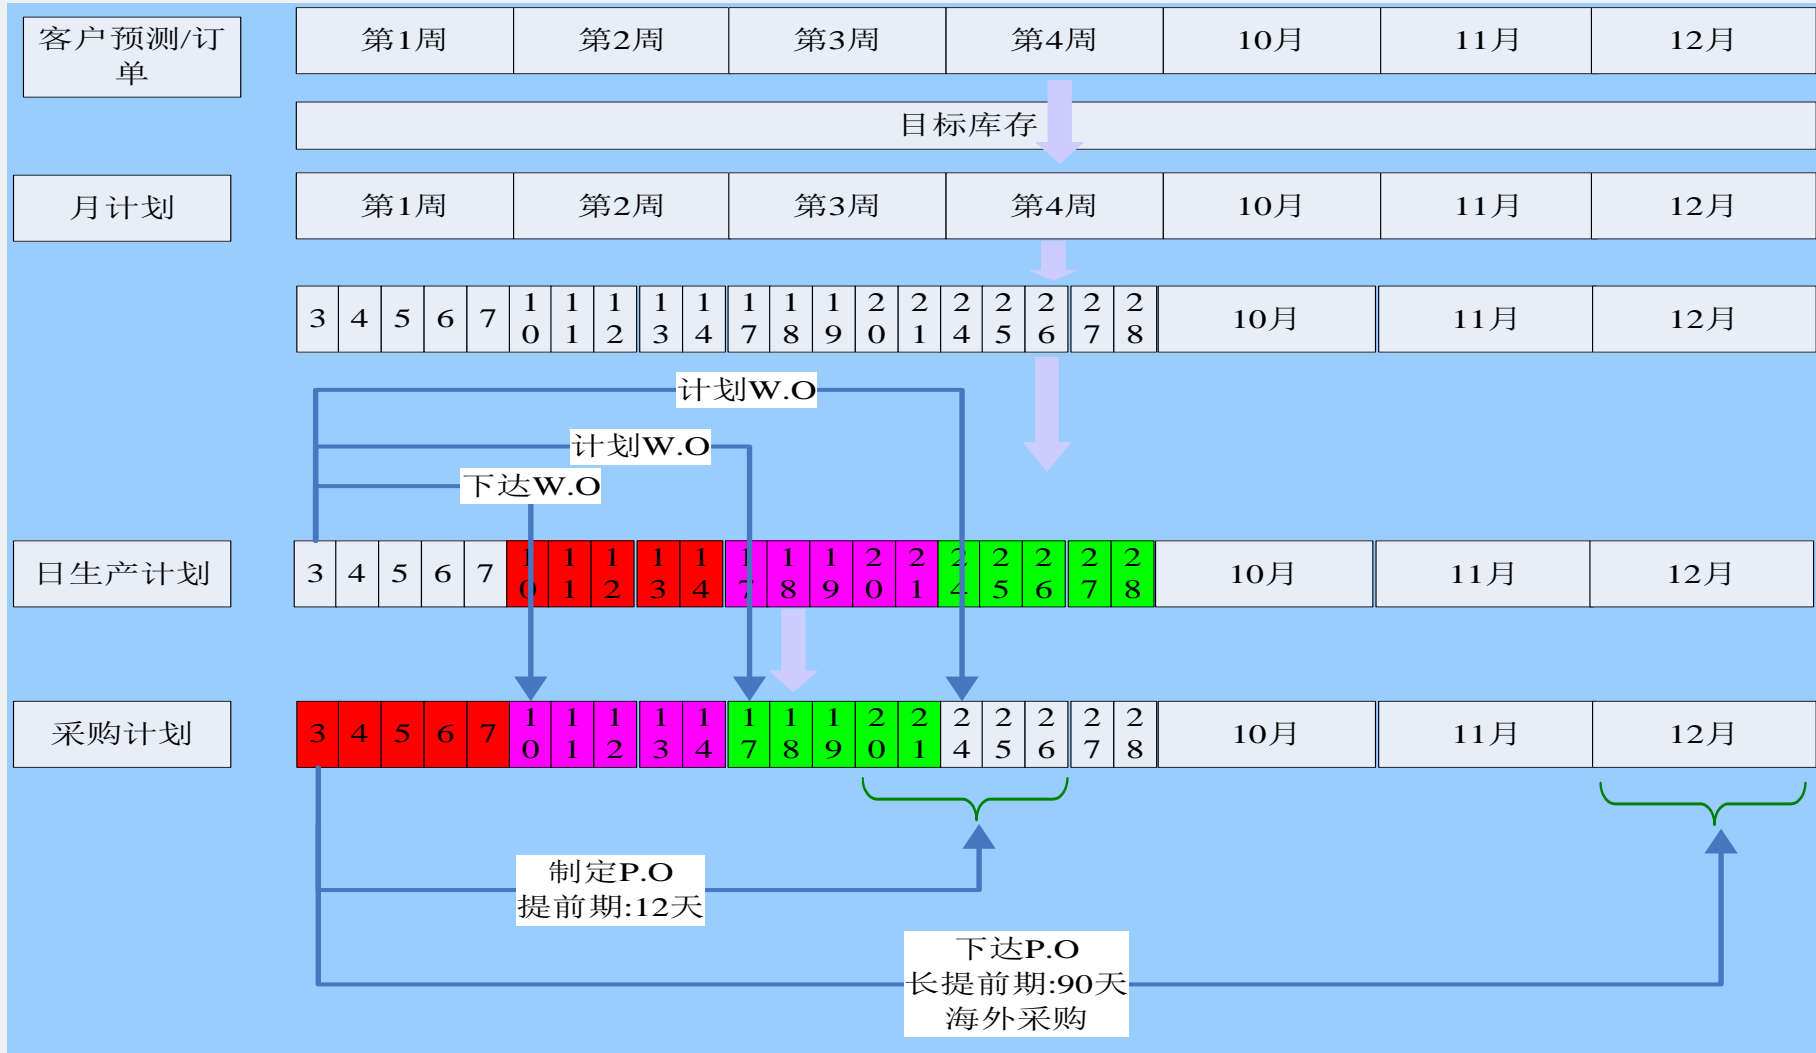 客户预测/订
单
第1周 第2周 第3周 第4周 10月 11月 12月
目标库存
月计划 第1周 第2周 第3周 第4周 10月 11月 12月
3 4 5 6 7 10 11 12 13 14 17 18 19 20 21 24 25 26 27 28 10月 11月 12月
计划W.O
计划W.O
下达W.O
日生产计划 3 4 5 6 7 10 11 12 13 14 17 18 19 20 21 24 25 26 27 28 10月 11月 12月
采购计划 3 4 5 6 7 10 11 12 13 14 17 18 19 20 21 24 25 26 27 28 10月 11月 12月
制定P.O
提前期:12天
下达P.O
长提前期:90天
海外采购